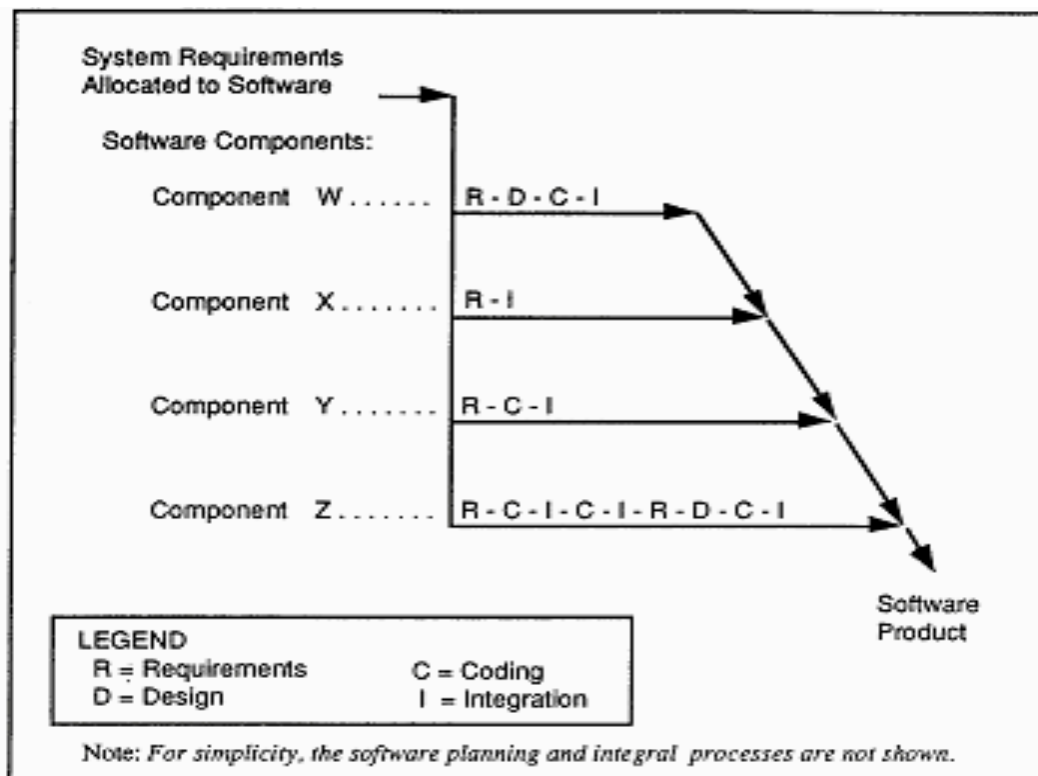 System Requirements
Allocated to Software
Software Components:
Component W . . . . . . R - D - C - I
Component X . . . . . . . R - I
Component Y . . . . . . . R - C - I
Component Z . . . . . . . R - C - I - C - I - R - D - C - I
Software
Product
LEGEND
R = Requirements C = Coding
D = Design I = Integration
Note: For simplicity, the software planning and integral processes are not shown.